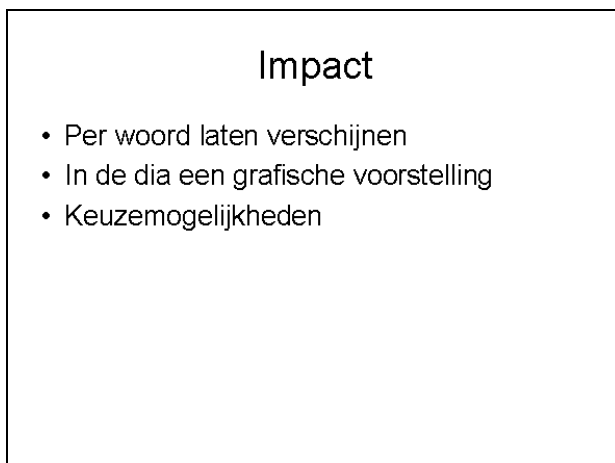 Impact
• Per woord laten verschijnen
• In de dia een grafische voorstelling
• Keuzemogelijkheden